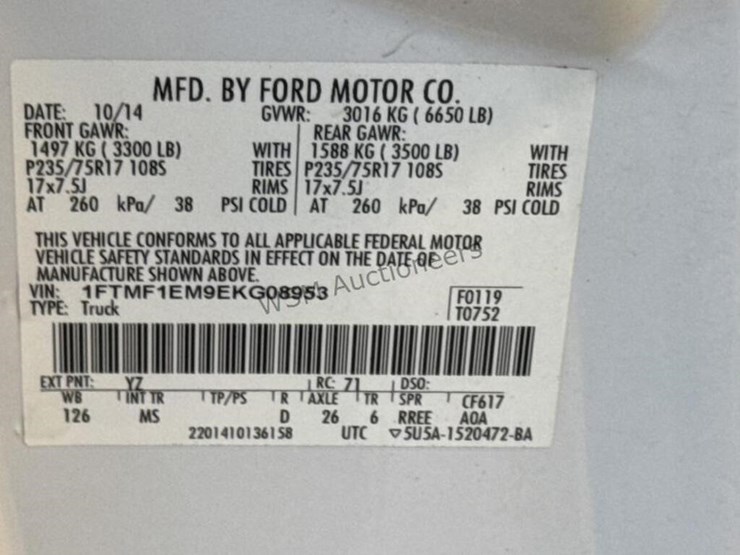 MFD. BY FORD MOTOR CO.
DATE: 10/14 GVWR: 3016 KG ( 6650 LB)
FRONT GAWR: REAR GAWR:
1497 KG ( 3300 LB) WITH 1588 KG ( 3500 LB) WITH
P235/75R17 108S TIRES P235/75R17 108S TIRES
17x7.5J RIMS 17x7.5J RIMS
AT 260 kPa/ 38 PSI COLD AT 260 kPa/ 38 PSI COLD
THIS VEHICLE CONFORMS TO ALL APPLICABLE FEDERAL MOTOR
VEHICLE SAFETY STANDARDS IN EFFECT ON THE DATE OF
MANUFACTURE SHOWN ABOVE.
VIN: 1FTMF1EM9EKG08953 F0119
TYPE: Truck T0752
WSM Auctioneers
EXT PNT: YZ RC: 71 DSO:
WB INT TR TP/PS R AXLE TR SPR CF617
126 MS D 26 6 RREE AOA
2201410136158 UTC ▽5U5A-1520472-BA